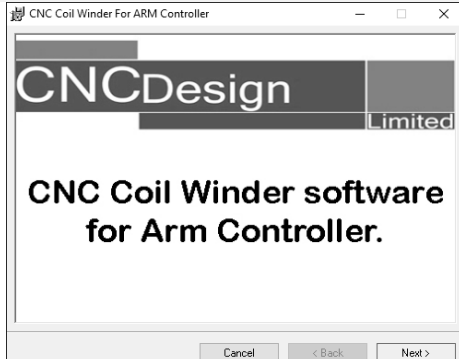 CNC Coil Winder For ARM Controller
CNCDesign
Limited
CNC Coil Winder software
for Arm Controller.
Cancel
< Back
Next >